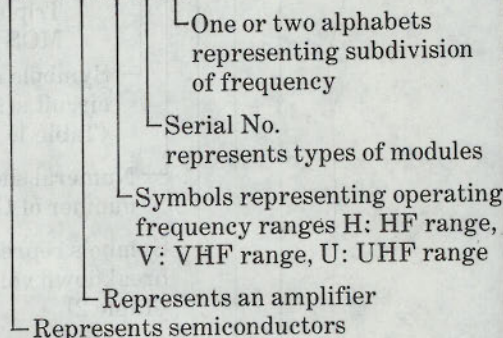 One or two alphabets
representing subdivision
of frequency
Serial No.
represents types of modules
Symbols representing operating
frequency ranges H: HF range,
V: VHF range, U: UHF range
Represents an amplifier
Represents semiconductors